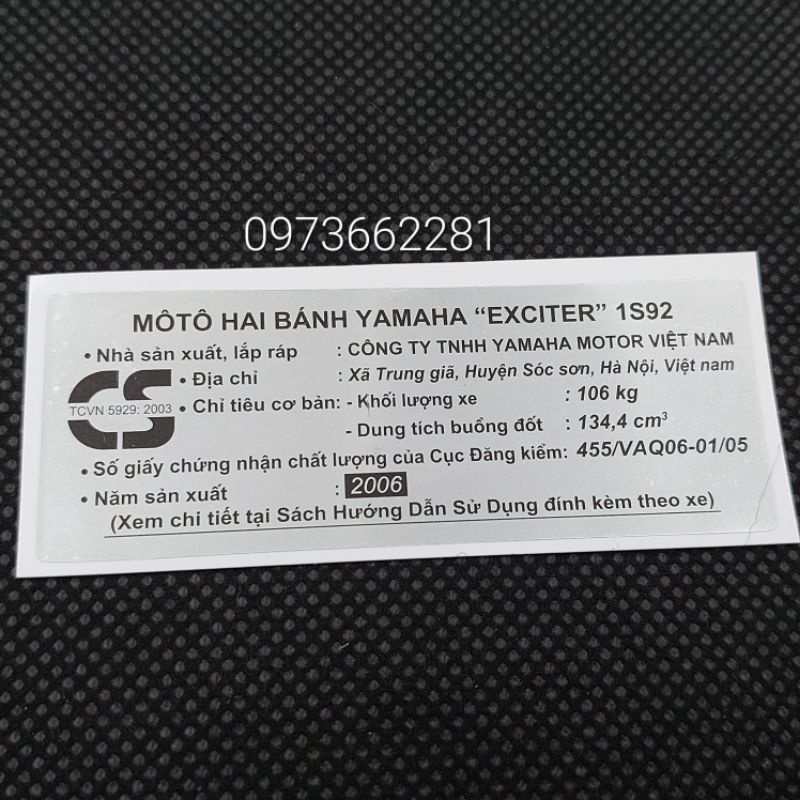 0973662281
MÔTÔ HAI BÁNH YAMAHA “EXCITER” 1S92
• Nhà sản xuất, lắp ráp : CÔNG TY TNHH YAMAHA MOTOR VIỆT NAM
• Địa chỉ : Xã Trung giã, Huyện Sóc sơn, Hà Nội, Việt nam
CS
TCVN 5929: 2003
• Chỉ tiêu cơ bản: - Khối lượng xe : 106 kg
- Dung tích buồng đốt : 134,4 cm³
• Số giấy chứng nhận chất lượng của Cục Đăng kiểm: 455/VAQ06-01/05
• Năm sản xuất : 2006
(Xem chi tiết tại Sách Hướng Dẫn Sử Dụng đính kèm theo xe)